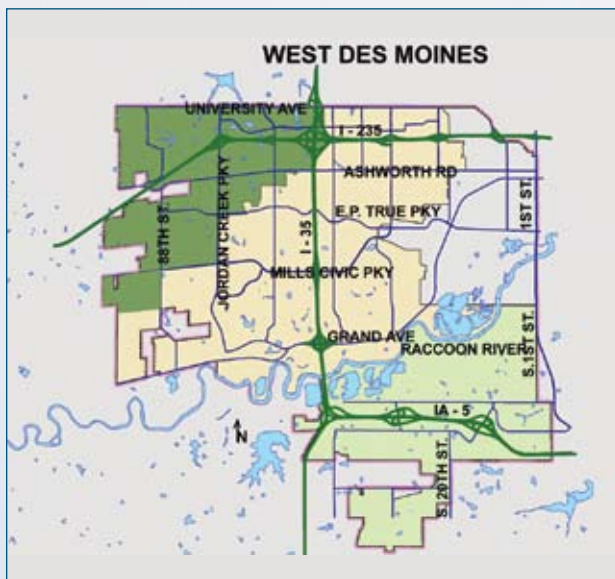 WEST DES MOINES
UNIVERSITY AVE
I - 235
ASHWORTH RD
1ST ST.
E.P. TRUE PKY
88TH ST.
JORDAN CREEK PKY
I - 35
MILLS CIVIC PKY
GRAND AVE
RACCOON RIVER
S. 1ST ST.
IA - 5
N
S. 20TH ST.